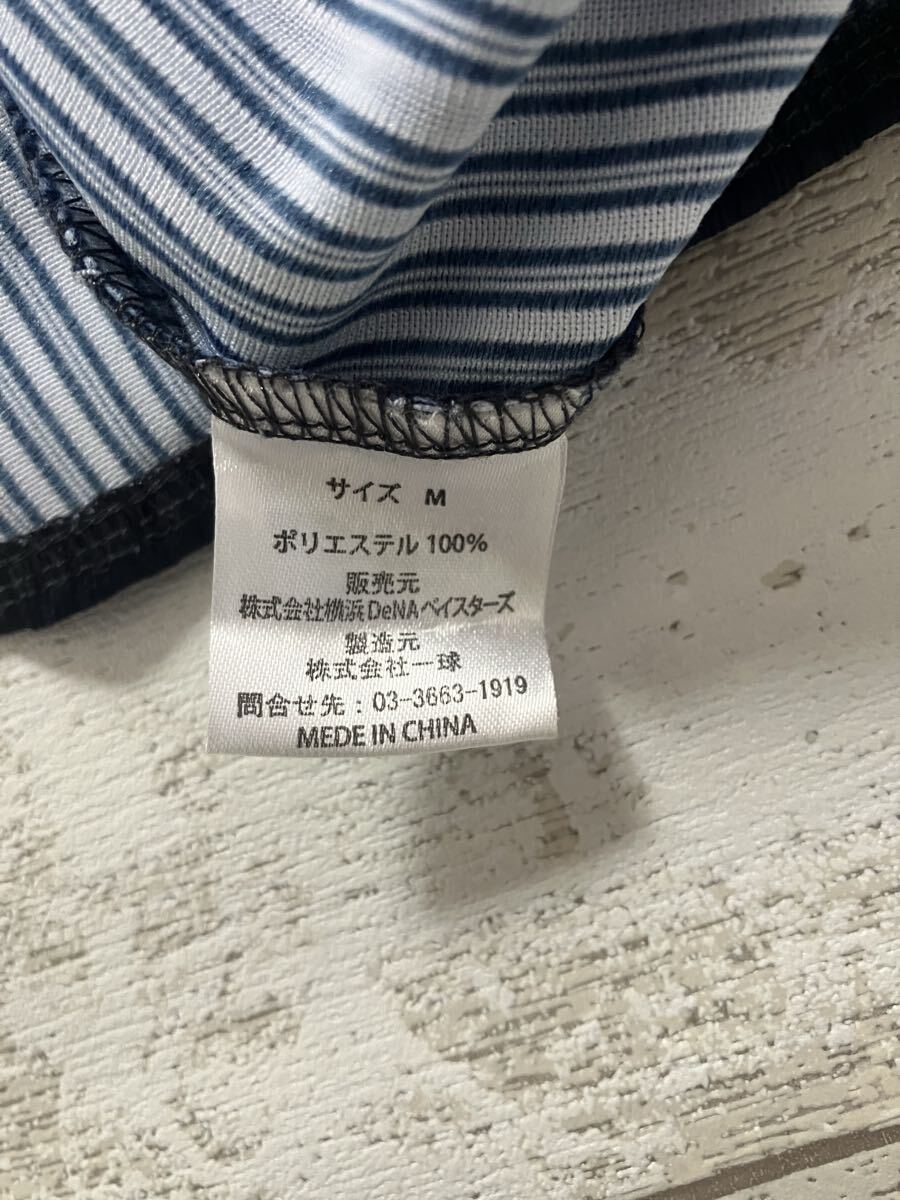 サイズ M
ポリエステル 100%
販売元
株式会社横浜DeNAベイスターズ
製造元
株式会社一球
問合せ先：03-3663-1919
MEDE IN CHINA